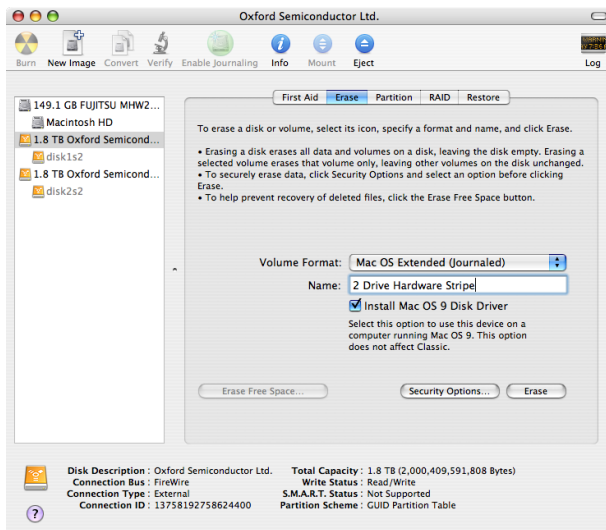 Oxford Semiconductor Ltd.
Burn New Image Convert Verify Enable Journaling Info Mount Eject Log
First Aid Erase Partition RAID Restore
149.1 GB FUJITSU MHW2...
Macintosh HD
1.8 TB Oxford Semicond...
disk1s2
1.8 TB Oxford Semicond...
disk2s2
To erase a disk or volume, select its icon, specify a format and name, and click Erase.
• Erasing a disk erases all data and volumes on a disk, leaving the disk empty. Erasing a
selected volume erases that volume only, leaving other volumes on the disk unchanged.
• To securely erase data, click Security Options and select an option before clicking
Erase.
• To help prevent recovery of deleted files, click the Erase Free Space button.
Volume Format: Mac OS Extended (Journaled)
Name: 2 Drive Hardware Stripe
Install Mac OS 9 Disk Driver
Select this option to use this device on a
computer running Mac OS 9. This option
does not affect Classic.
Erase Free Space... Security Options... Erase
Disk Description : Oxford Semiconductor Ltd. Total Capacity : 1.8 TB (2,000,409,591,808 Bytes)
Connection Bus : FireWire Write Status : Read/Write
Connection Type : External S.M.A.R.T. Status : Not Supported
Connection ID : 13758192758624400 Partition Scheme : GUID Partition Table
?